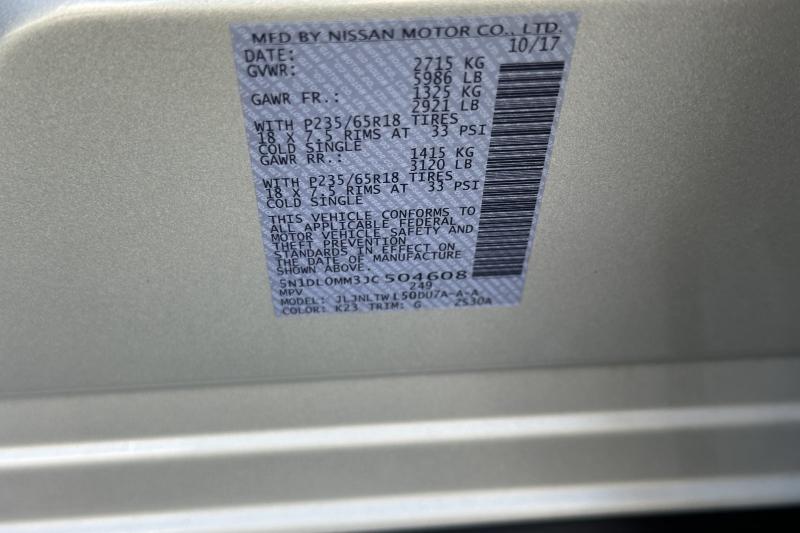 MFD BY NISSAN MOTOR CO., LTD.
DATE: 10/17
GVWR: 2715 KG
5986 LB
GAWR FR.: 1325 KG
2921 LB
WITH P235/65R18 TIRES
18 X 7.5 RIMS AT 33 PSI
COLD SINGLE
GAWR RR.: 1415 KG
3120 LB
WITH P235/65R18 TIRES
18 X 7.5 RIMS AT 33 PSI
COLD SINGLE
THIS VEHICLE CONFORMS TO
ALL APPLICABLE FEDERAL
MOTOR VEHICLE SAFETY AND
THEFT PREVENTION
STANDARDS IN EFFECT ON
THE DATE OF MANUFACTURE
SHOWN ABOVE.
5N1DL0MM3JC504608
MPV 249
MODEL: JLJNLTWL50DU7A-A-A
COLOR: K23 TRIM: G ZS30A